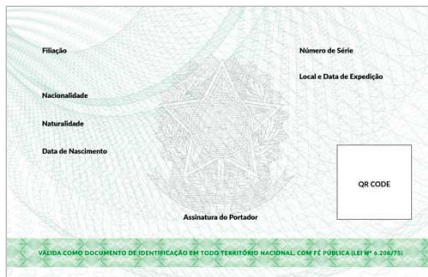 Filiação
Número de Série
Local e Data de Expedição
Nacionalidade
Naturalidade
Data de Nascimento
QR CODE
Assinatura do Portador
VÁLIDA COMO DOCUMENTO DE IDENTIFICAÇÃO EM TODO TERRITÓRIO NACIONAL, COM FÉ PÚBLICA (LEI Nº 6.206/75)